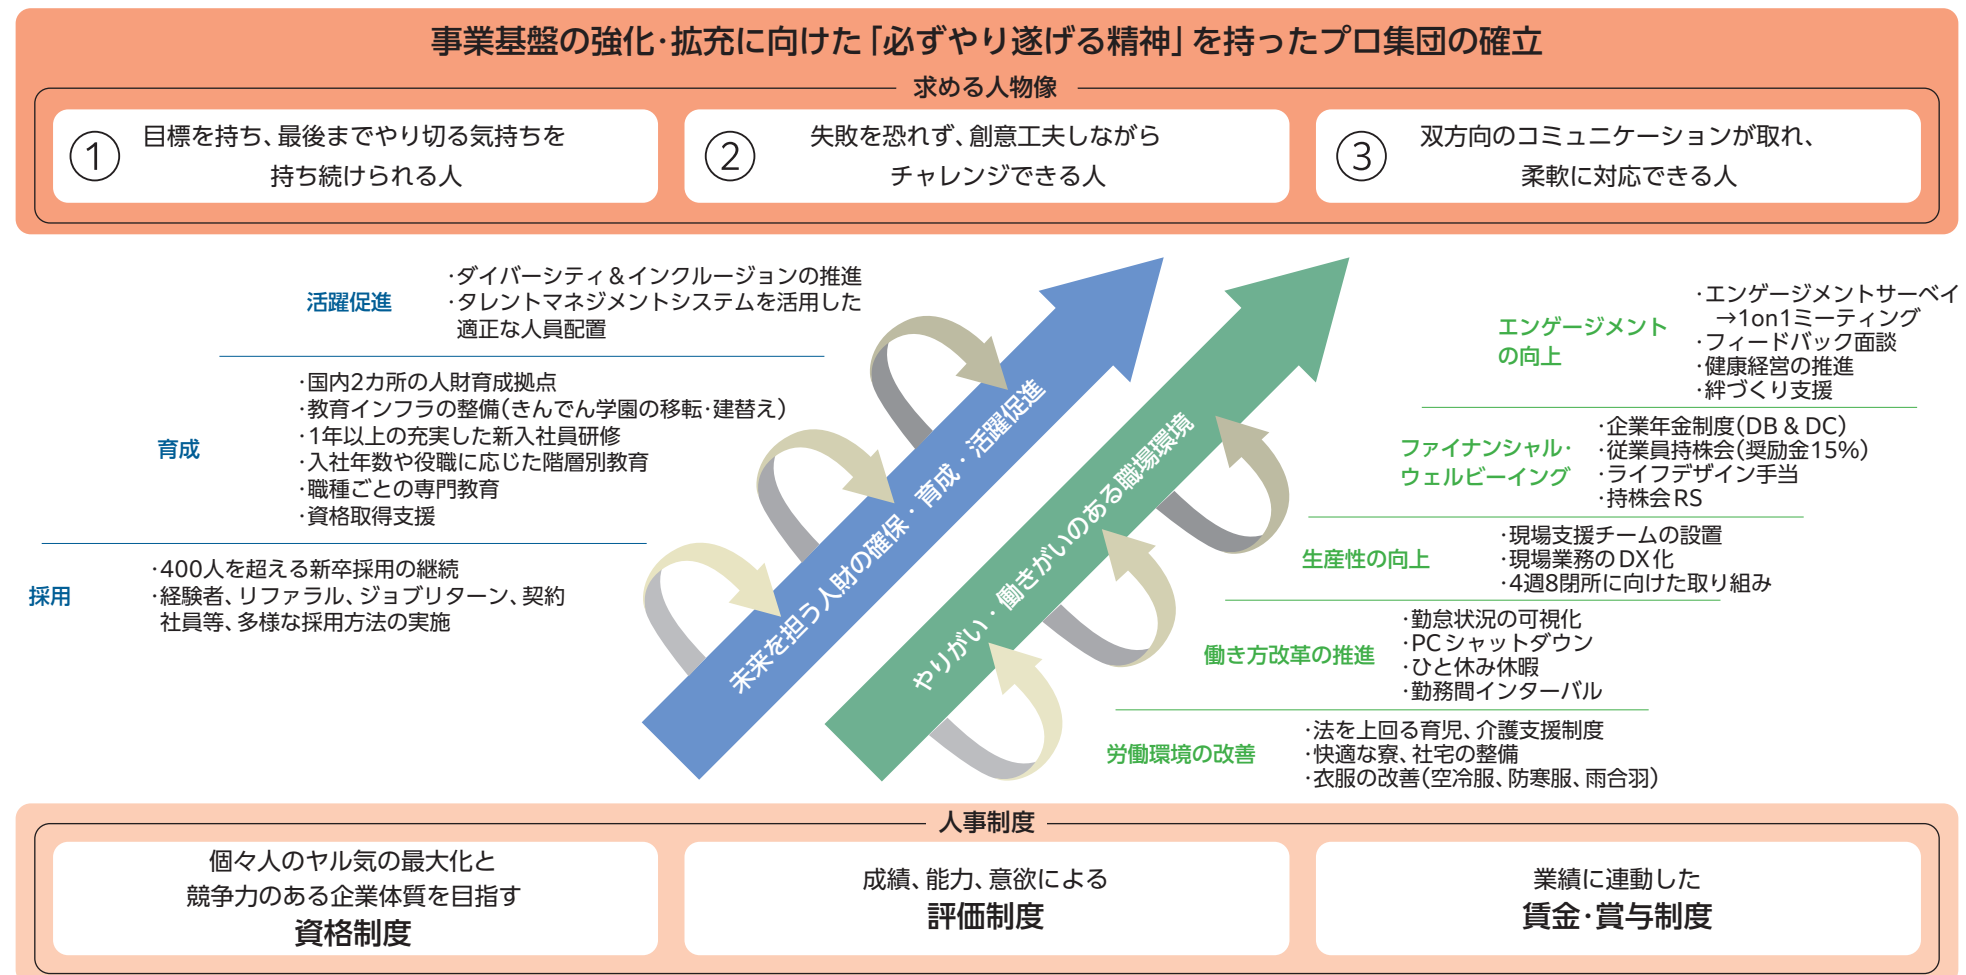 事業基盤の強化・拡充に向けた「必ずやり遂げる精神」を持ったプロ集団の確立
求める人物像
① 目標を持ち、最後までやり切る気持ちを
持ち続けられる人
② 失敗を恐れず、創意工夫しながら
チャレンジできる人
③ 双方向のコミュニケーションが取れ、
柔軟に対応できる人
活躍促進
・ダイバーシティ&インクルージョンの推進
・タレントマネジメントシステムを活用した
適正な人員配置
育成
・国内2カ所の人財育成拠点
・教育インフラの整備(きんでん学園の移転・建替え)
・1年以上の充実した新入社員研修
・入社年数や役職に応じた階層別教育
・職種ごとの専門教育
・資格取得支援
採用
・400人を超える新卒採用の継続
・経験者、リファラル、ジョブリターン、契約
社員等、多様な採用方法の実施
未来を担う人財の確保・育成・活躍促進
やりがい・働きがいのある職場環境
エンゲージメント
の向上
・エンゲージメントサーベイ
→1on1ミーティング
・フィードバック面談
・健康経営の推進
・絆づくり支援
ファイナンシャル・
ウェルビーイング
・企業年金制度(DB & DC)
・従業員持株会(奨励金15%)
・ライフデザイン手当
・持株会RS
生産性の向上
・現場支援チームの設置
・現場業務のDX化
・4週8閉所に向けた取り組み
働き方改革の推進
・勤怠状況の可視化
・PCシャットダウン
・ひと休み休暇
・勤務間インターバル
労働環境の改善
・法を上回る育児、介護支援制度
・快適な寮、社宅の整備
・衣服の改善(空冷服、防寒服、雨合羽)
人事制度
個々人のヤル気の最大化と
競争力のある企業体質を目指す
資格制度
成績、能力、意欲による
評価制度
業績に連動した
賃金・賞与制度